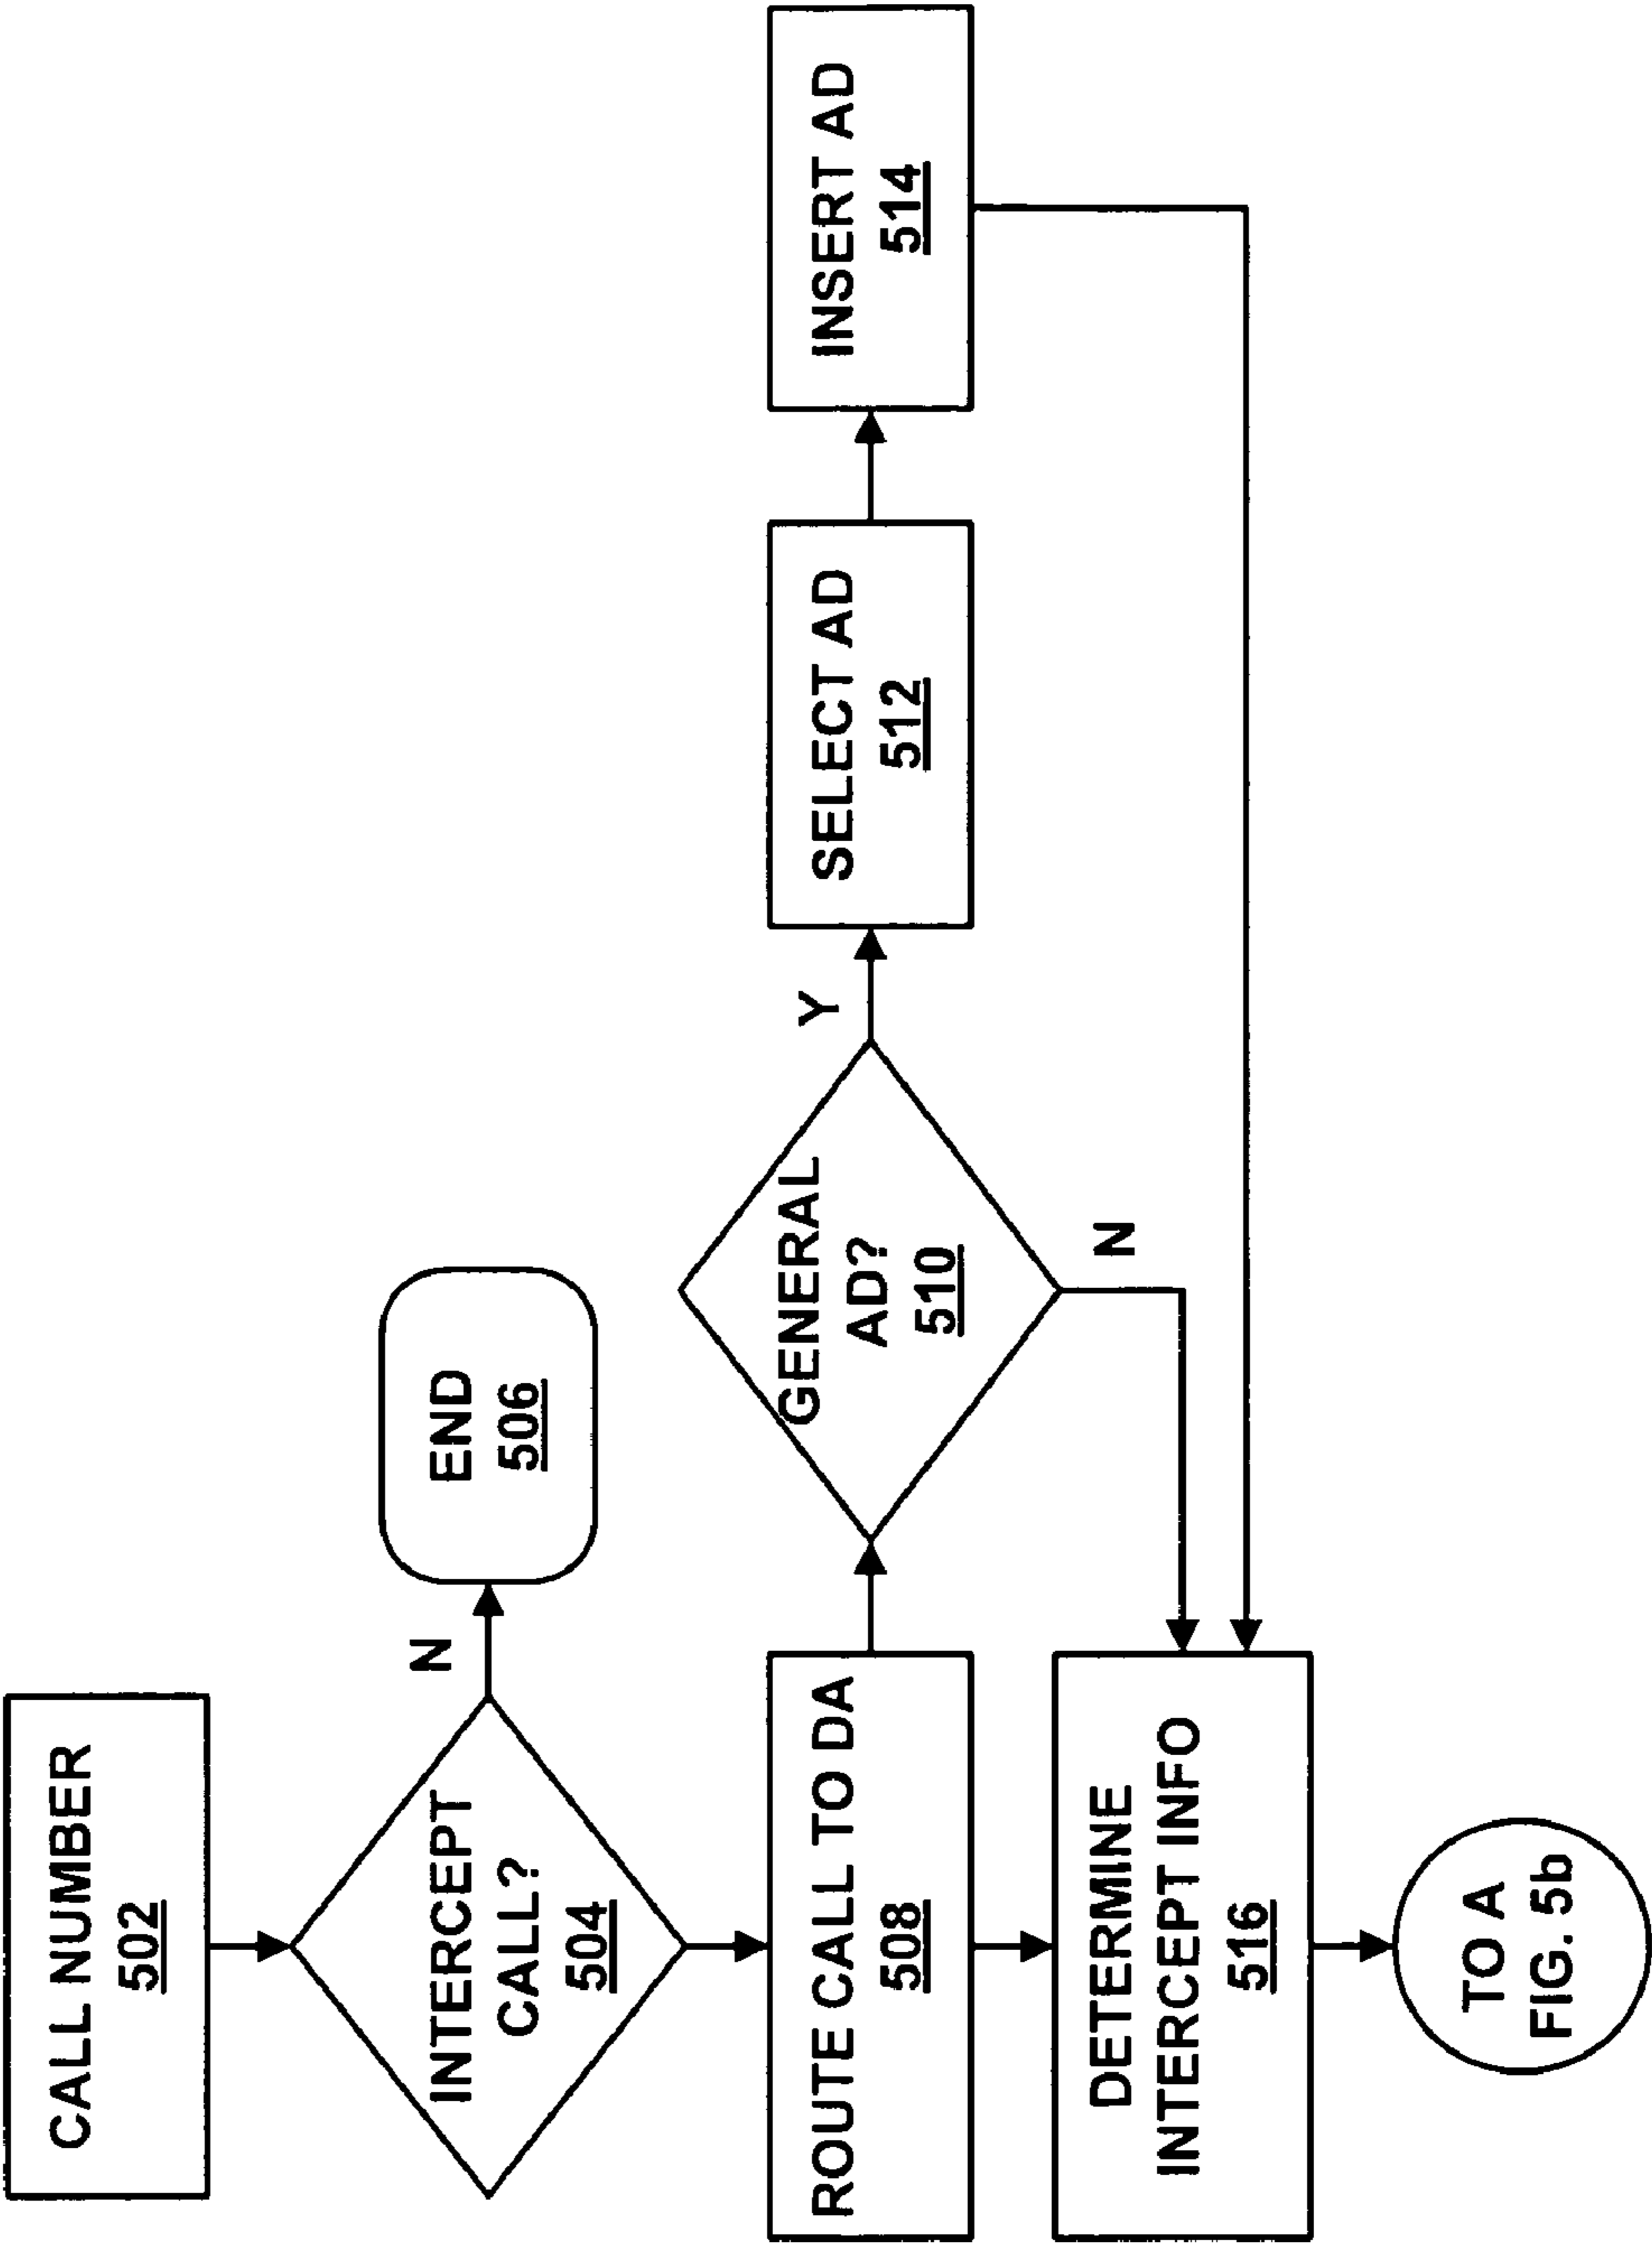 CALL NUMBER
502
INTERCEPT
CALL?
504
N
END
506
ROUTE CALL TO DA
508
GENERAL
AD?
510
Y
SELECT AD
512
INSERT AD
514
N
DETERMINE
INTERCEPT INFO
516
TO A
FIG. 5b